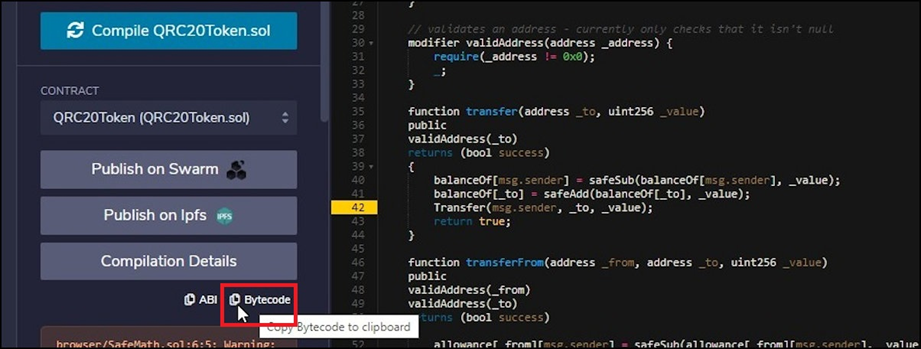 Compile QRC20Token.sol
CONTRACT
QRC20Token (QRC20Token.sol)
Publish on Swarm
Publish on Ipfs
IPFS
Compilation Details
ABI
Bytecode
Copy Bytecode to clipboard
browser/SafeMath.sol:6:5: Warning:
27 }
28
29 // validates an address - currently only checks that it isn't null
30 modifier validAddress(address _address) {
31 require(_address != 0x0);
32 _;
33 }
34
35 function transfer(address _to, uint256 _value)
36 public
37 validAddress(_to)
38 returns (bool success)
39 {
40 balanceOf[msg.sender] = safeSub(balanceOf[msg.sender], _value);
41 balanceOf[_to] = safeAdd(balanceOf[_to], _value);
42 Transfer(msg.sender, _to, _value);
43 return true;
44 }
45
46 function transferFrom(address _from, address _to, uint256 _value)
47 public
48 validAddress(_from)
49 validAddress(_to)
50 returns (bool success)
52 allowance[_from][msg.sender] = safeSub(allowance[_from][msg.sender], _value